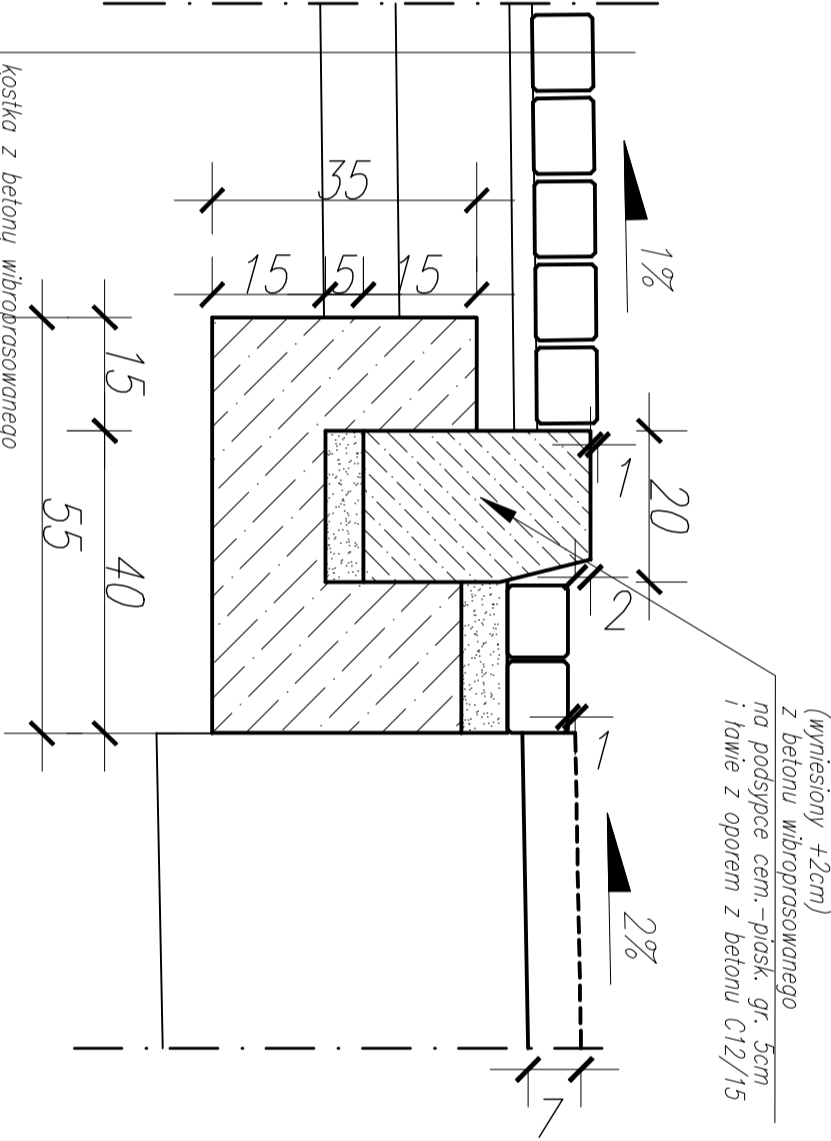 (wyniesiony +2cm)
z betonu wibroprasowanego
na podsypce cem.-piask. gr. 5cm
i ławie z oporem z betonu C12/15
1%
2%
20
1
2
1
7
35
15
5
15
15
40
55
kostka z betonu wibroprasowanego